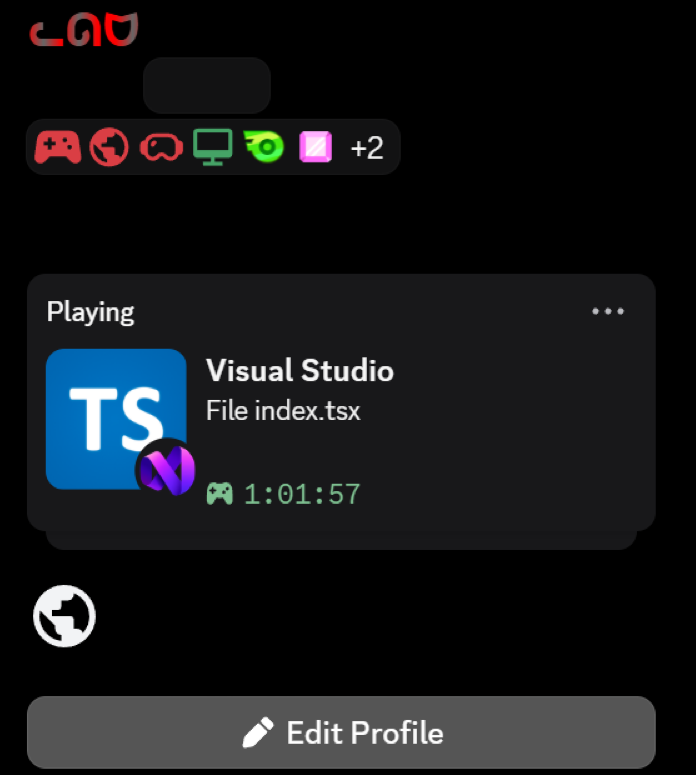 +2
Playing
Visual Studio
TS
File index.tsx
1:01:57
Edit Profile